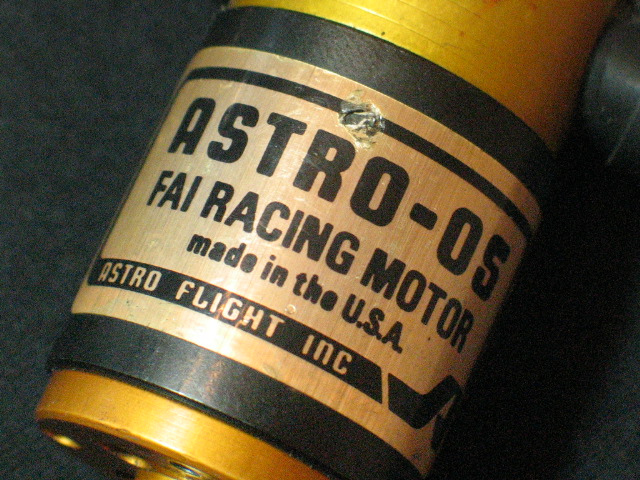 ASTRO-05
FAI RACING MOTOR
made in the U.S.A.
ASTRO FLIGHT INC